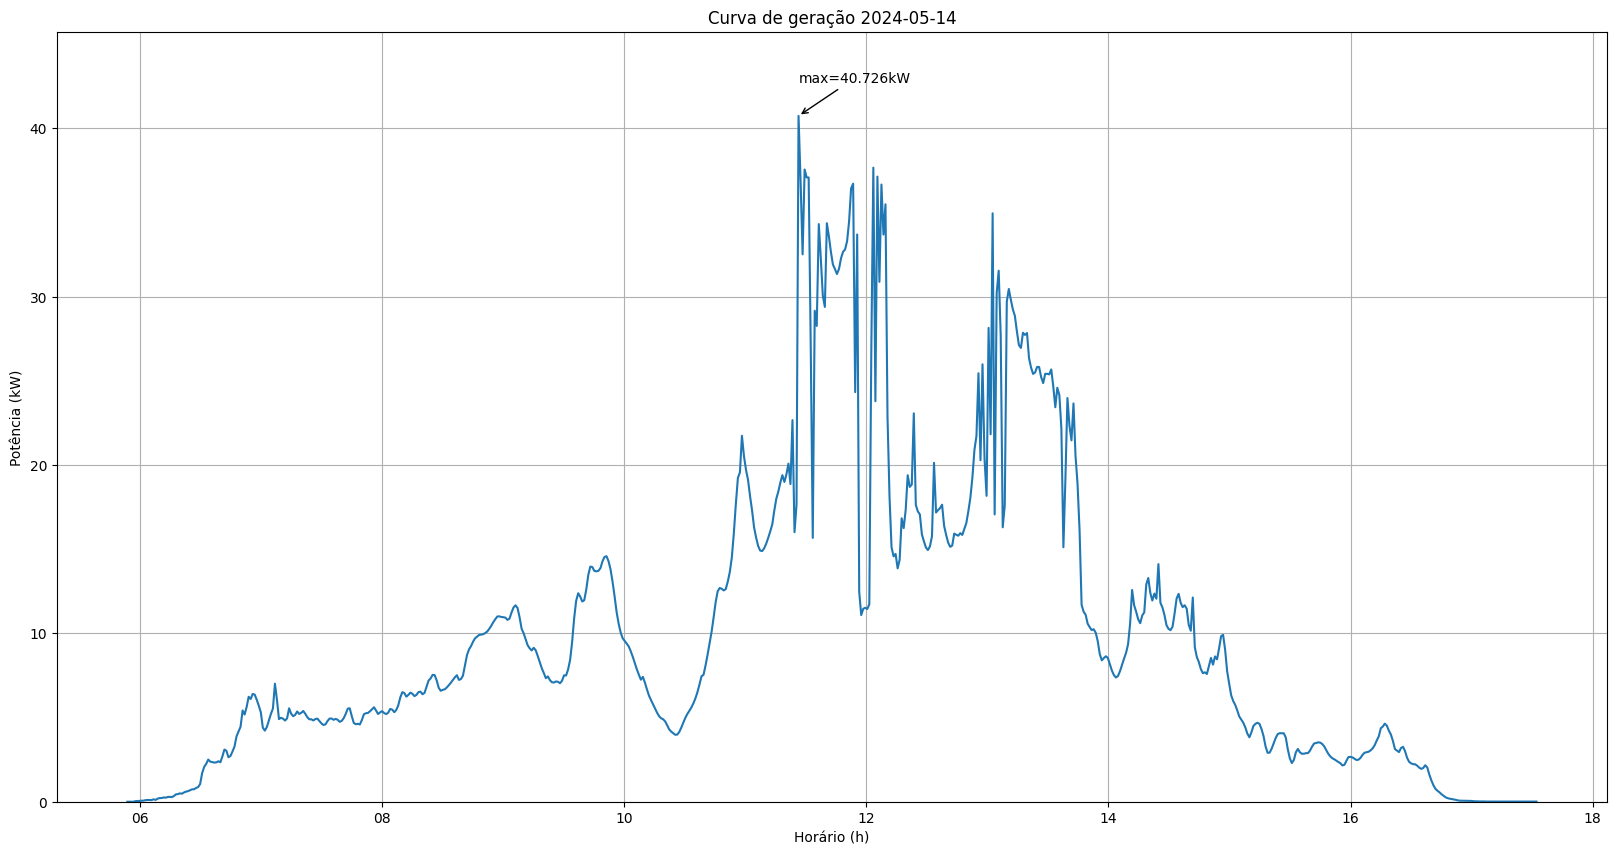 Curva de geração 2024-05-14
max=40.726kW
Potência (kW)
40
30
20
10
0
06 08 10 12 14 16 18
Horário (h)